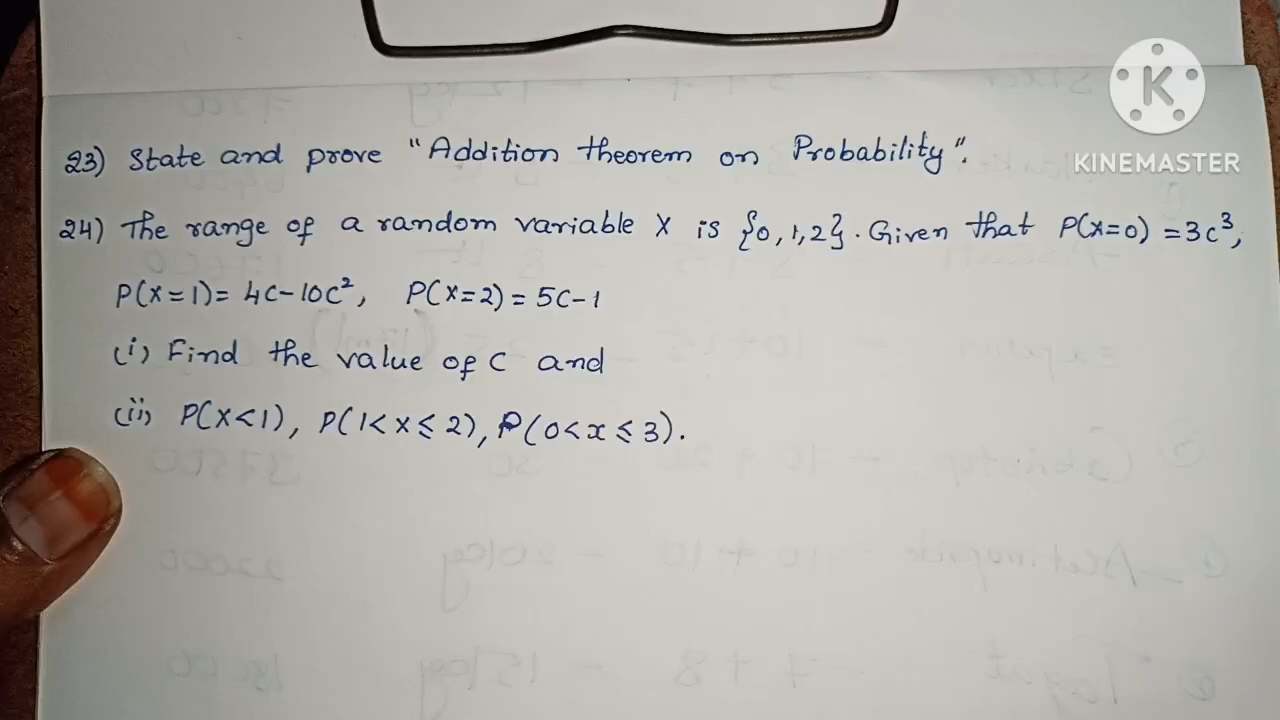 23) State and prove "Addition theorem on Probability".
24) The range of a random variable X is {0,1,2}. Given that P(X=0) = 3c³,
P(X=1) = 4c-10c², P(X=2) = 5c-1
(i) Find the value of C and
(ii) P(X<1), P(1<X≤2), P(0<x≤3).
K
KINEMASTER